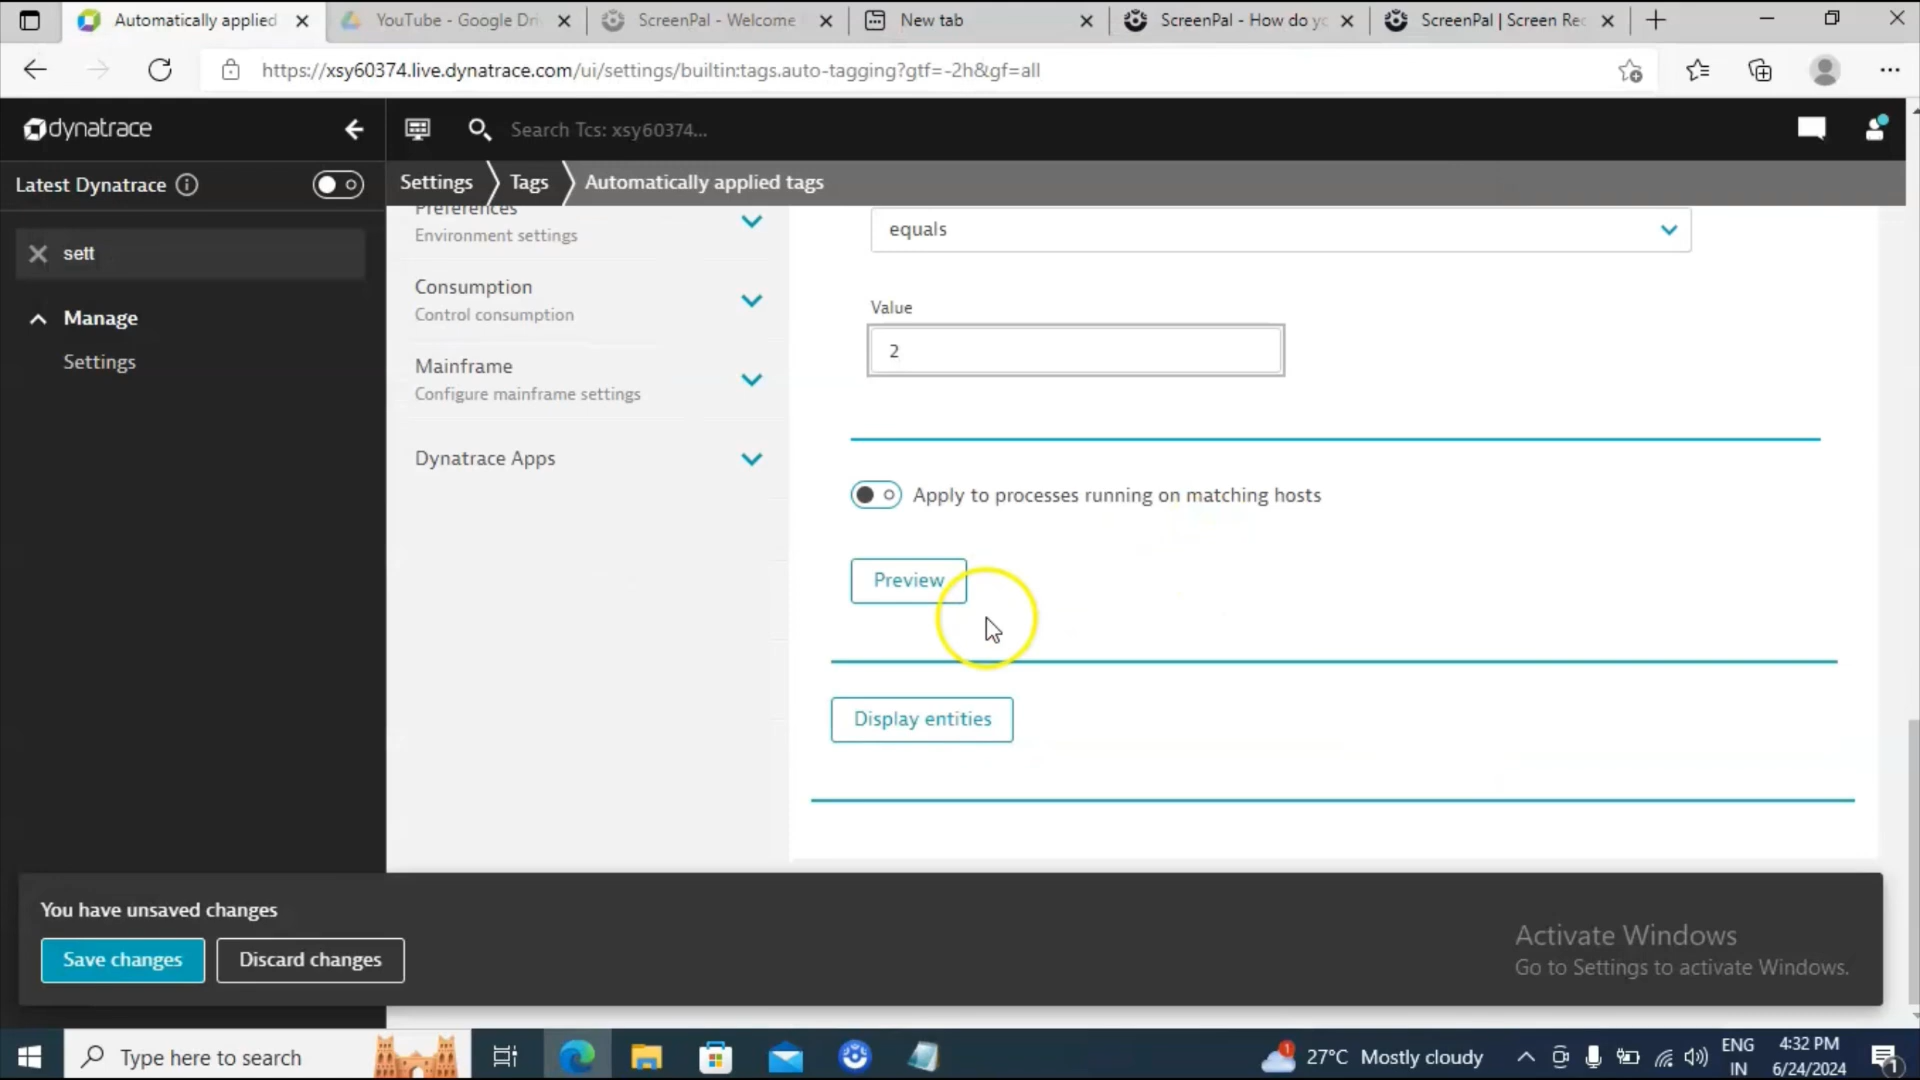 Automatically applied
YouTube - Google Dri
ScreenPal - Welcome
New tab
ScreenPal - How do yo
ScreenPal | Screen Rec
https://xsy60374.live.dynatrace.com/ui/settings/builtin:tags.auto-tagging?gtf=-2h&gf=all
dynatrace
Search Tcs: xsy60374...
Latest Dynatrace
Settings
Tags
Automatically applied tags
sett
Manage
Settings
Preferences
Environment settings
Consumption
Control consumption
Mainframe
Configure mainframe settings
Dynatrace Apps
equals
Value
2
Apply to processes running on matching hosts
Preview
Display entities
You have unsaved changes
Save changes
Discard changes
Activate Windows
Go to Settings to activate Windows.
Type here to search
27°C Mostly cloudy
ENG
IN
4:32 PM
6/24/2024